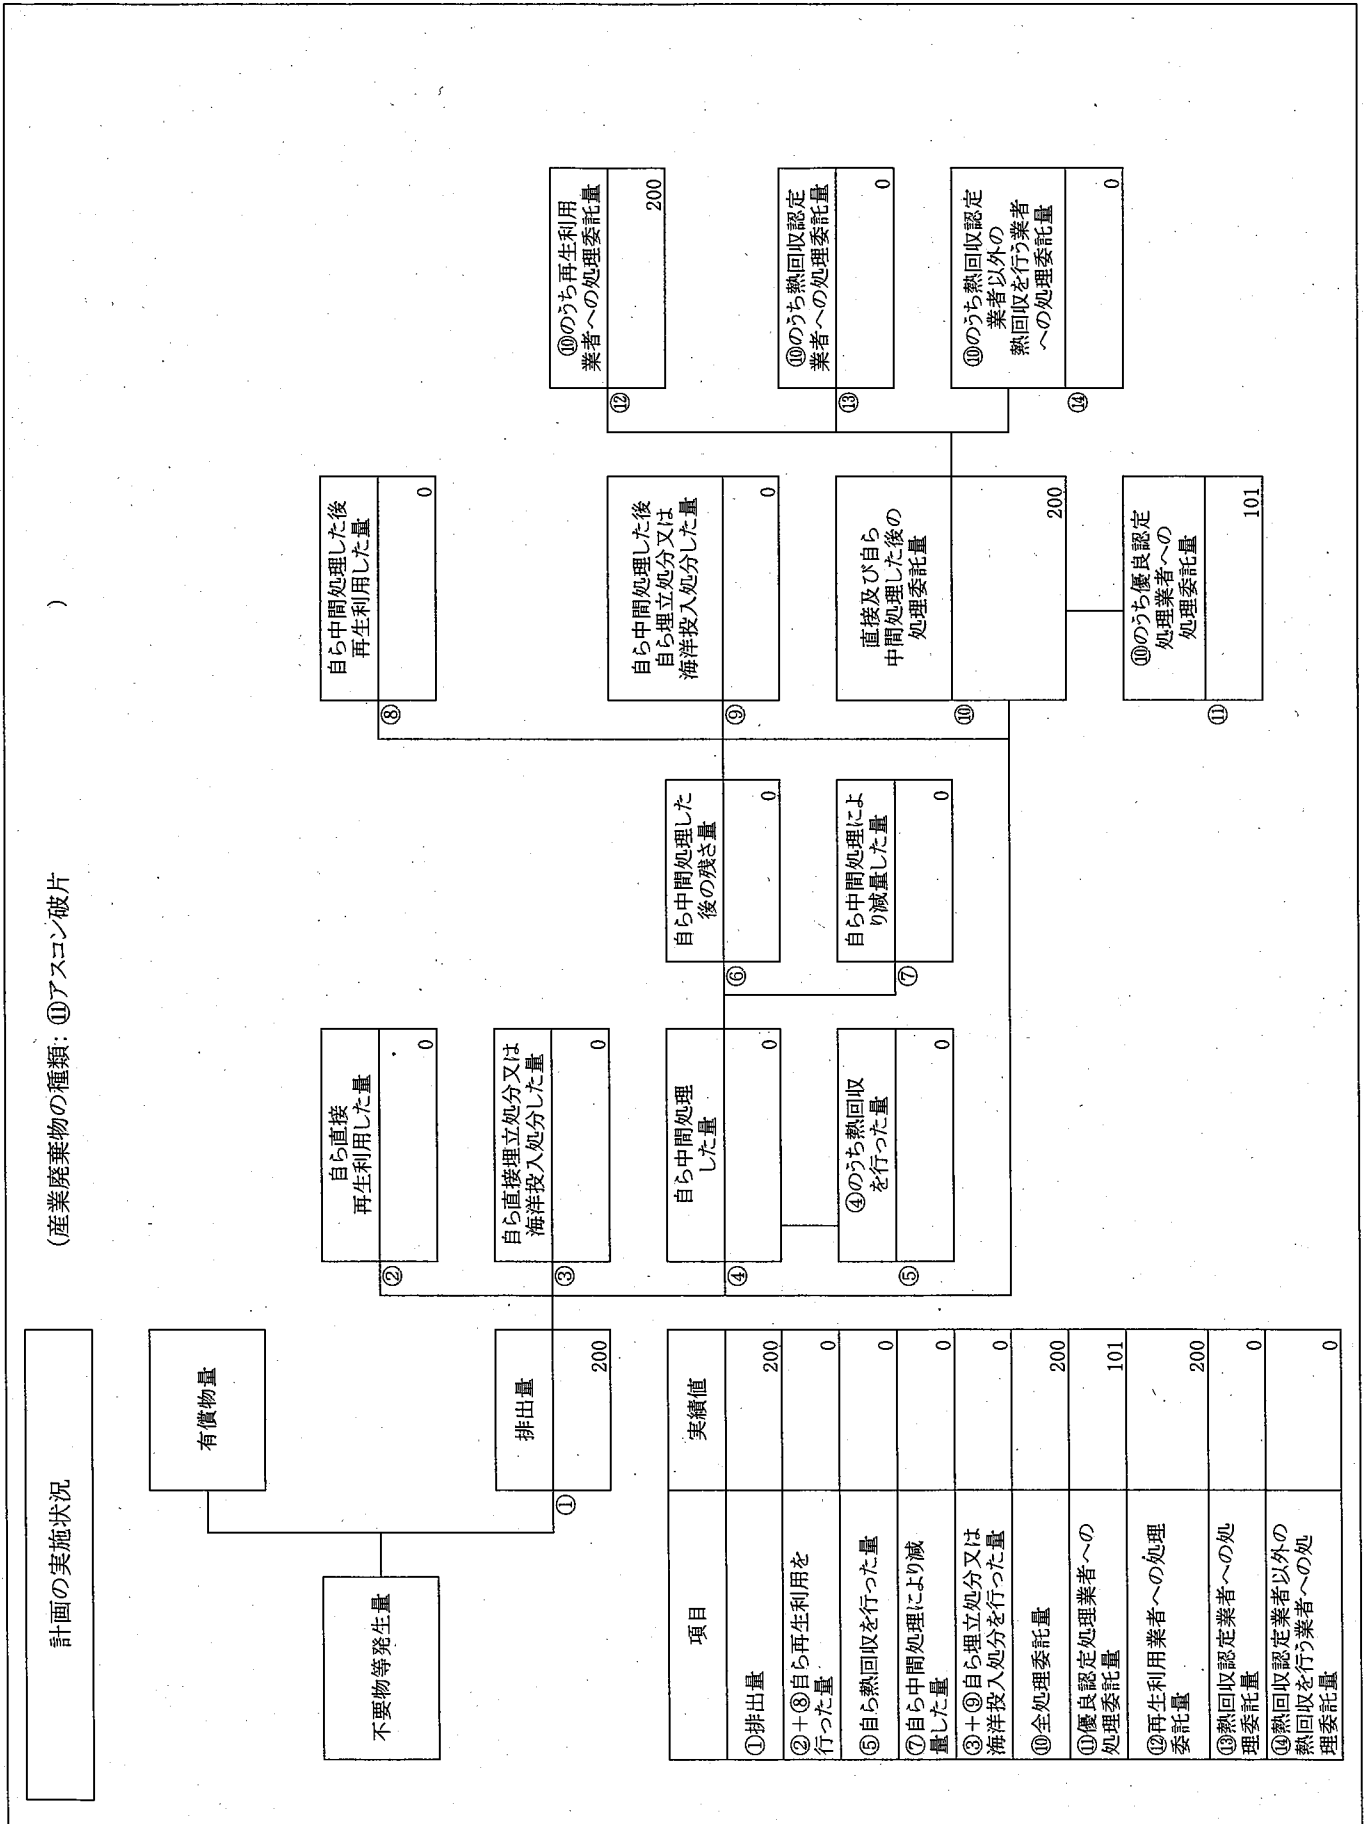 計画の実施状況
(産業廃棄物の種類: ⑪アスコン破片
)
不要物等発生量
有償物量
①
排出量
200
②
自ら直接
再生利用した量
0
③
自ら直接埋立処分又は
海洋投入処分した量
0
④
自ら中間処理
した量
0
⑤
④のうち熱回収
を行った量
0
⑥
自ら中間処理した
後の残さ量
0
⑦
自ら中間処理によ
り減量した量
0
⑧
自ら中間処理した後
再生利用した量
0
⑨
自ら中間処理した後
自ら埋立処分又は
海洋投入処分した量
0
⑩
直接及び自ら
中間処理した後の
処理委託量
200
⑪
⑩のうち優良認定
処理業者への
処理委託量
101
⑫
⑩のうち再生利用
業者への処理委託量
200
⑬
⑩のうち熱回収認定
業者への処理委託量
0
⑭
⑩のうち熱回収認定
業者以外の
熱回収を行う業者
への処理委託量
0
項目 実績値
①排出量 200
②+⑧自ら再生利用を
行った量 0
⑤自ら熱回収を行った量 0
⑦自ら中間処理により減
量した量 0
③+⑨自ら埋立処分又は
海洋投入処分を行った量 0
⑩全処理委託量 200
⑪優良認定処理業者への
処理委託量 101
⑫再生利用業者への処理
委託量 200
⑬熱回収認定業者への処
理委託量 0
⑭熱回収認定業者以外の
熱回収を行う業者への処
理委託量 0